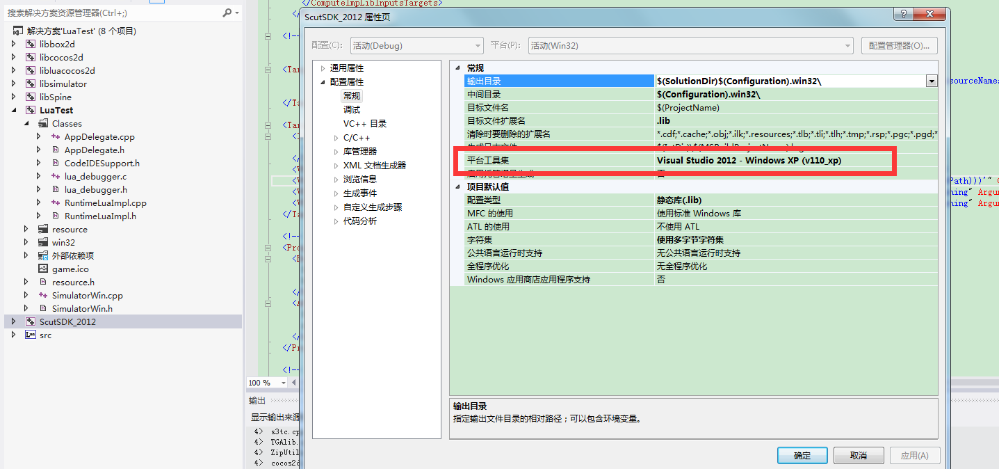 搜索解决方案资源管理器(Ctrl+;)
解决方案'LuaTest' (8 个项目)
libbox2d
libcocos2d
libluacocos2d
libsimulator
libSpine
LuaTest
Classes
AppDelegate.cpp
AppDelegate.h
CodeIDESupport.h
lua_debugger.c
lua_debugger.h
RuntimeLuaImpl.cpp
RuntimeLuaImpl.h
resource
win32
外部依赖项
game.ico
resource.h
SimulatorWin.cpp
SimulatorWin.h
ScutSDK_2012
src
</ComputeImpLibInputsTargets>
</
<!--
<Tar
</Ta
<Tar
<I
</
<V
<V
<V
</Ta
<!--
<Pro
</
<A
</
</Pr
<!--
100 %
输出
显示输出来源
4> s3tc.cp
4> TGAlib.
4> ZipUtil
4> cocos2d
ScutSDK_2012 属性页
配置(C):
活动(Debug)
平台(P):
活动(Win32)
配置管理器(O)...
通用属性
配置属性
常规
调试
VC++ 目录
C/C++
库管理器
XML 文档生成器
浏览信息
生成事件
自定义生成步骤
代码分析
常规
输出目录 $(SolutionDir)$(Configuration).win32\
中间目录 $(Configuration).win32\
目标文件名 $(ProjectName)
目标文件扩展名 .lib
清除时要删除的扩展名 *.cdf;*.cache;*.obj;*.ilk;*.resources;*.tlb;*.tli;*.tlh;*.tmp;*.rsp;*.pgc;*.pgd;*
平台工具集 Visual Studio 2012 - Windows XP (v110_xp)
否
项目默认值
配置类型 静态库(.lib)
MFC 的使用 使用标准 Windows 库
ATL 的使用 不使用 ATL
字符集 使用多字节字符集
公共语言运行时支持 无公共语言运行时支持
全程序优化 无全程序优化
Windows 应用商店应用程序支持 否
输出目录
指定输出文件目录的相对路径；可以包含环境变量。
确定
取消
应用(A)
sourceName:
Path)))'" C
ning" Argum
ning" Argum